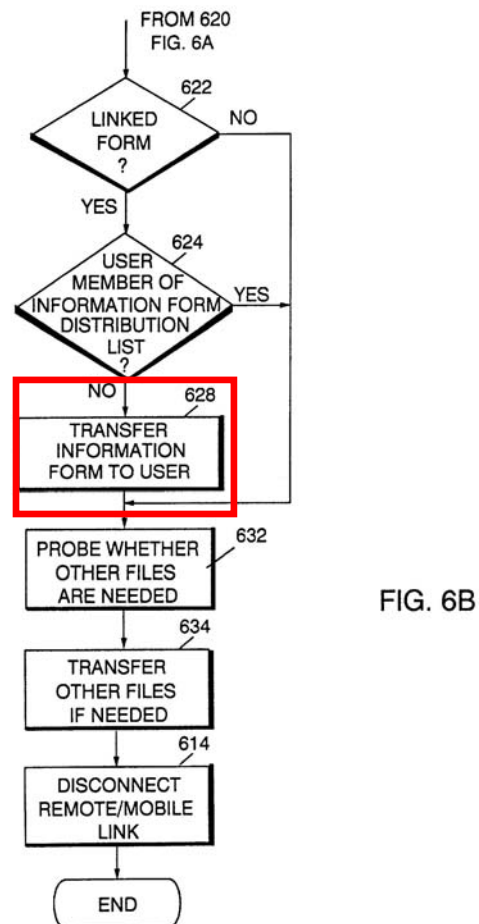 FROM 620
FIG. 6A
622
LINKED
FORM
?
NO
YES
624
USER
MEMBER OF
INFORMATION FORM
DISTRIBUTION
LIST
?
YES
NO
628
TRANSFER
INFORMATION
FORM TO USER
632
PROBE WHETHER
OTHER FILES
ARE NEEDED
FIG. 6B
634
TRANSFER
OTHER FILES
IF NEEDED
614
DISCONNECT
REMOTE/MOBILE
LINK
END